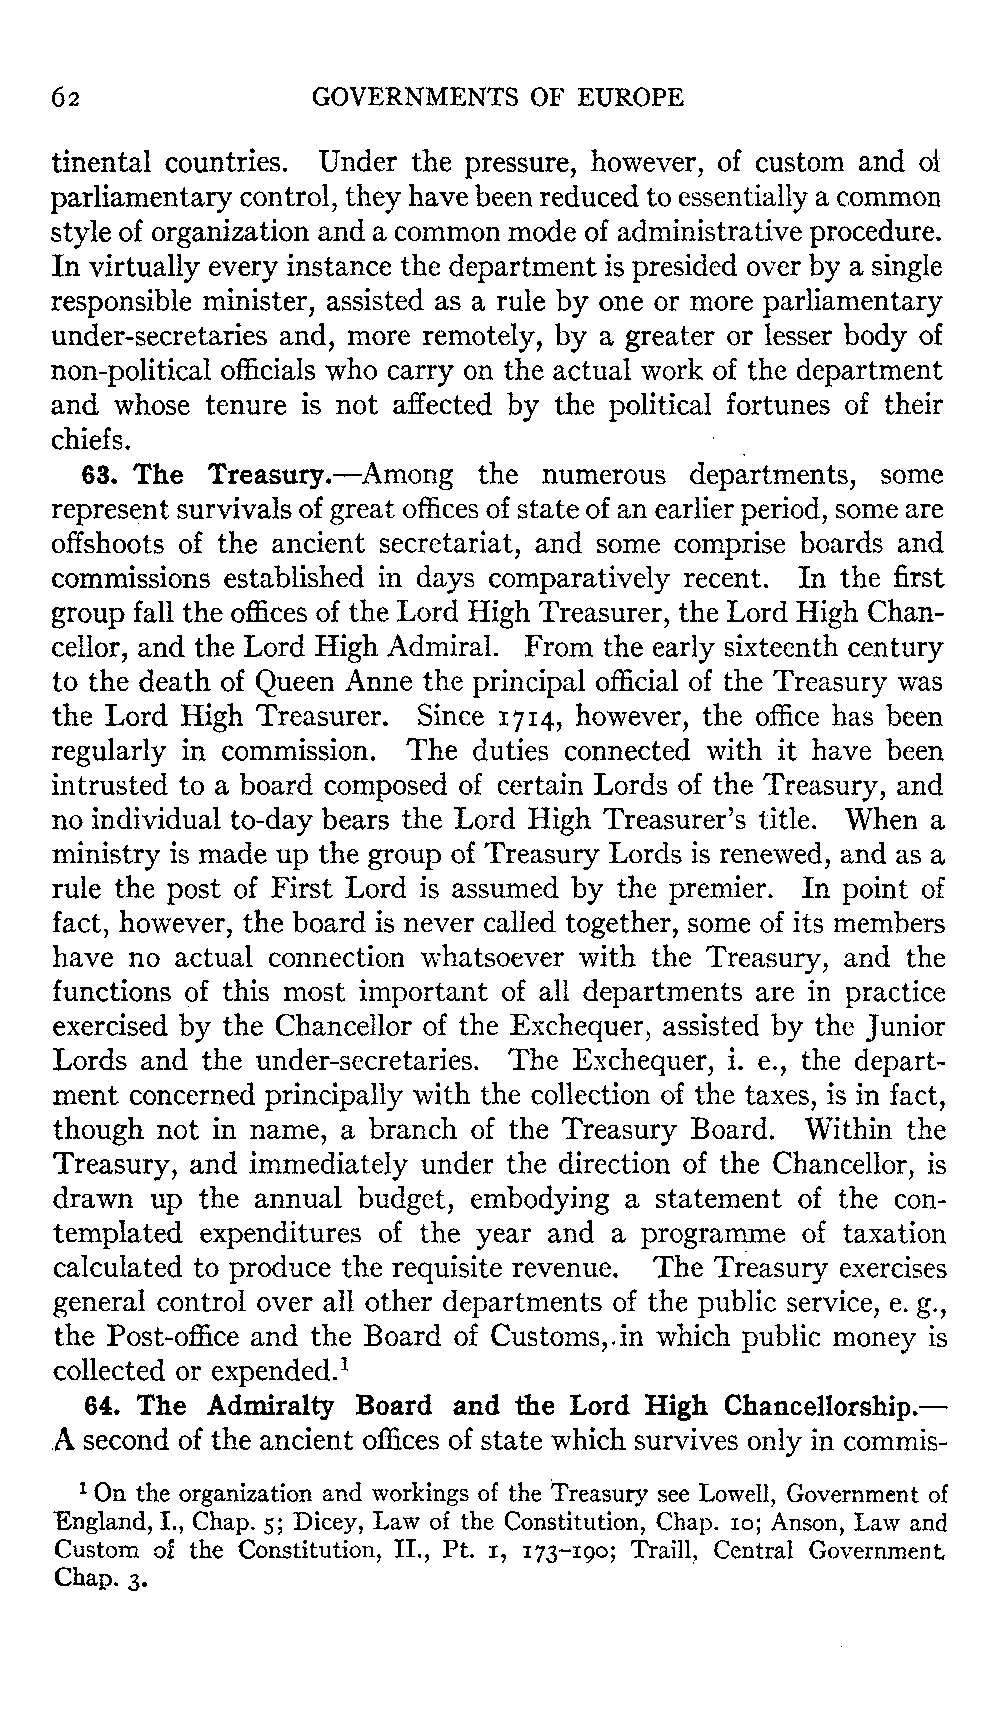 62 GOVERNMENTS OF EUROPE
tinental countries. Under the pressure, however, of custom and of
parliamentary control, they have been reduced to essentially a common
style of organization and a common mode of administrative procedure.
In virtually every instance the department is presided over by a single
responsible minister, assisted as a rule by one or more parliamentary
under-secretaries and, more remotely, by a greater or lesser body of
non-political officials who carry on the actual work of the department
and whose tenure is not affected by the political fortunes of their
chiefs.
63. The Treasury.—Among the numerous departments, some
represent survivals of great offices of state of an earlier period, some are
offshoots of the ancient secretariat, and some comprise boards and
commissions established in days comparatively recent. In the first
group fall the offices of the Lord High Treasurer, the Lord High Chan-
cellor, and the Lord High Admiral. From the early sixteenth century
to the death of Queen Anne the principal official of the Treasury was
the Lord High Treasurer. Since 1714, however, the office has been
regularly in commission. The duties connected with it have been
intrusted to a board composed of certain Lords of the Treasury, and
no individual to-day bears the Lord High Treasurer's title. When a
ministry is made up the group of Treasury Lords is renewed, and as a
rule the post of First Lord is assumed by the premier. In point of
fact, however, the board is never called together, some of its members
have no actual connection whatsoever with the Treasury, and the
functions of this most important of all departments are in practice
exercised by the Chancellor of the Exchequer, assisted by the Junior
Lords and the under-secretaries. The Exchequer, i. e., the depart-
ment concerned principally with the collection of the taxes, is in fact,
though not in name, a branch of the Treasury Board. Within the
Treasury, and immediately under the direction of the Chancellor, is
drawn up the annual budget, embodying a statement of the con-
templated expenditures of the year and a programme of taxation
calculated to produce the requisite revenue. The Treasury exercises
general control over all other departments of the public service, e. g.,
the Post-office and the Board of Customs, in which public money is
collected or expended.¹
64. The Admiralty Board and the Lord High Chancellorship.—
A second of the ancient offices of state which survives only in commis-
¹ On the organization and workings of the Treasury see Lowell, Government of
England, I., Chap. 5; Dicey, Law of the Constitution, Chap. 10; Anson, Law and
Custom of the Constitution, II., Pt. 1, 173–190; Traill, Central Government
Chap. 3.